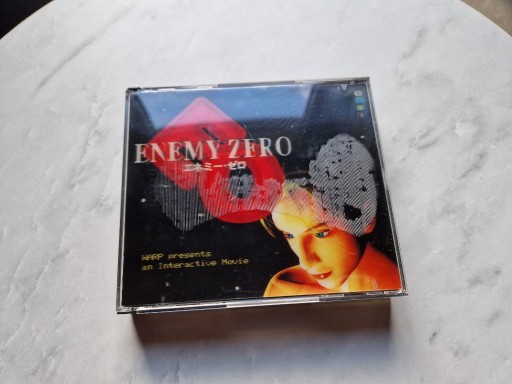 ENEMY ZERO
エネミー・ゼロ
WARP presents
an Interactive Movie